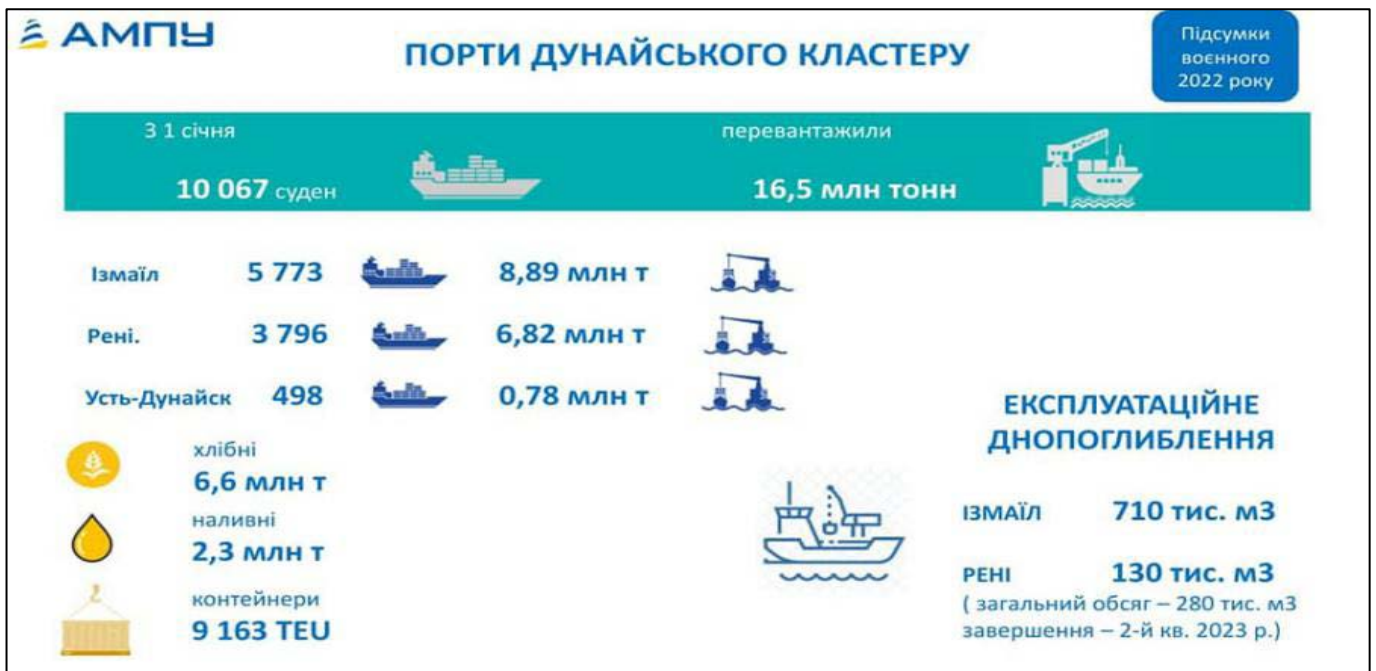 АМПУ
ПОРТИ ДУНАЙСЬКОГО КЛАСТЕРУ
Підсумки
воєнного
2022 року
З 1 січня
10 067 суден
перевантажили
16,5 млн тонн
Ізмаїл 5 773 8,89 млн т
Рені. 3 796 6,82 млн т
Усть-Дунайск 498 0,78 млн т
хлібні
6,6 млн т
наливні
2,3 млн т
контейнери
9 163 TEU
ЕКСПЛУАТАЦІЙНЕ
ДНОПОГЛИБЛЕННЯ
ІЗМАЇЛ 710 тис. м3
РЕНІ 130 тис. м3
( загальний обсяг – 280 тис. м3
завершення – 2-й кв. 2023 р.)